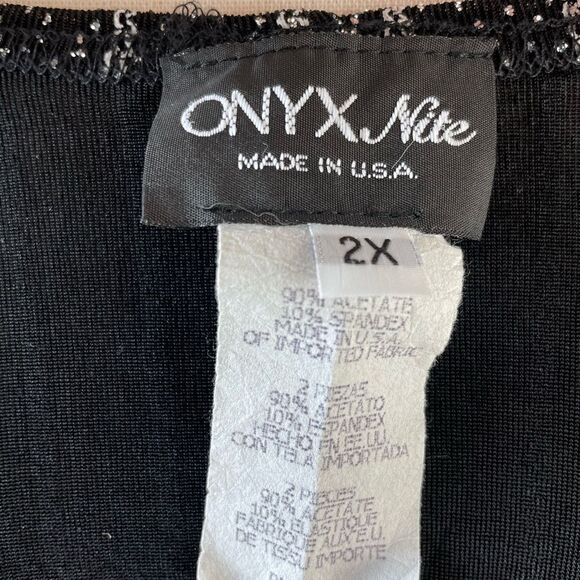 ONYX Nite
MADE IN U.S.A.
2X
90% ACETATE
10% SPANDEX
MADE IN U.S.A.
OF IMPORTED FABRIC
2 PIEZAS
90% ACETATO
10% SPANDEX
HECHO EN EE.UU.
CON TELA IMPORTADA
2 PIECES
90% ACETATE
10% ELASTIQUE
FABRIQUE AUX E.U.
DE TISSU IMPORTE